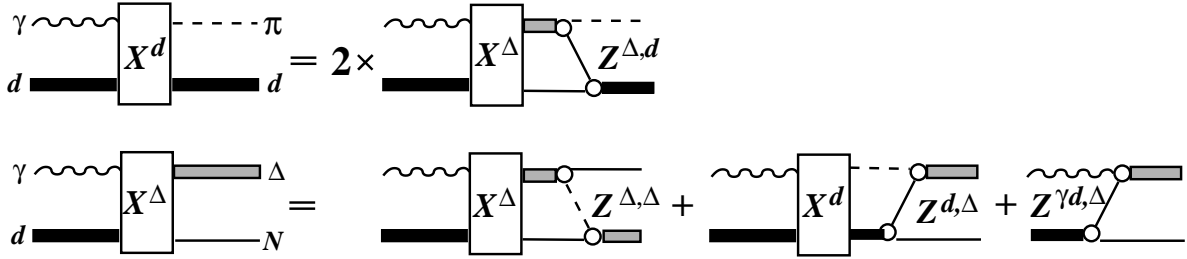 γ π
X^d = 2× X^Δ Z^{Δ,d}
d d
γ Δ
X^Δ = X^Δ Z^{Δ,Δ} + X^d Z^{d,Δ} + Z^{γd,Δ}
d N